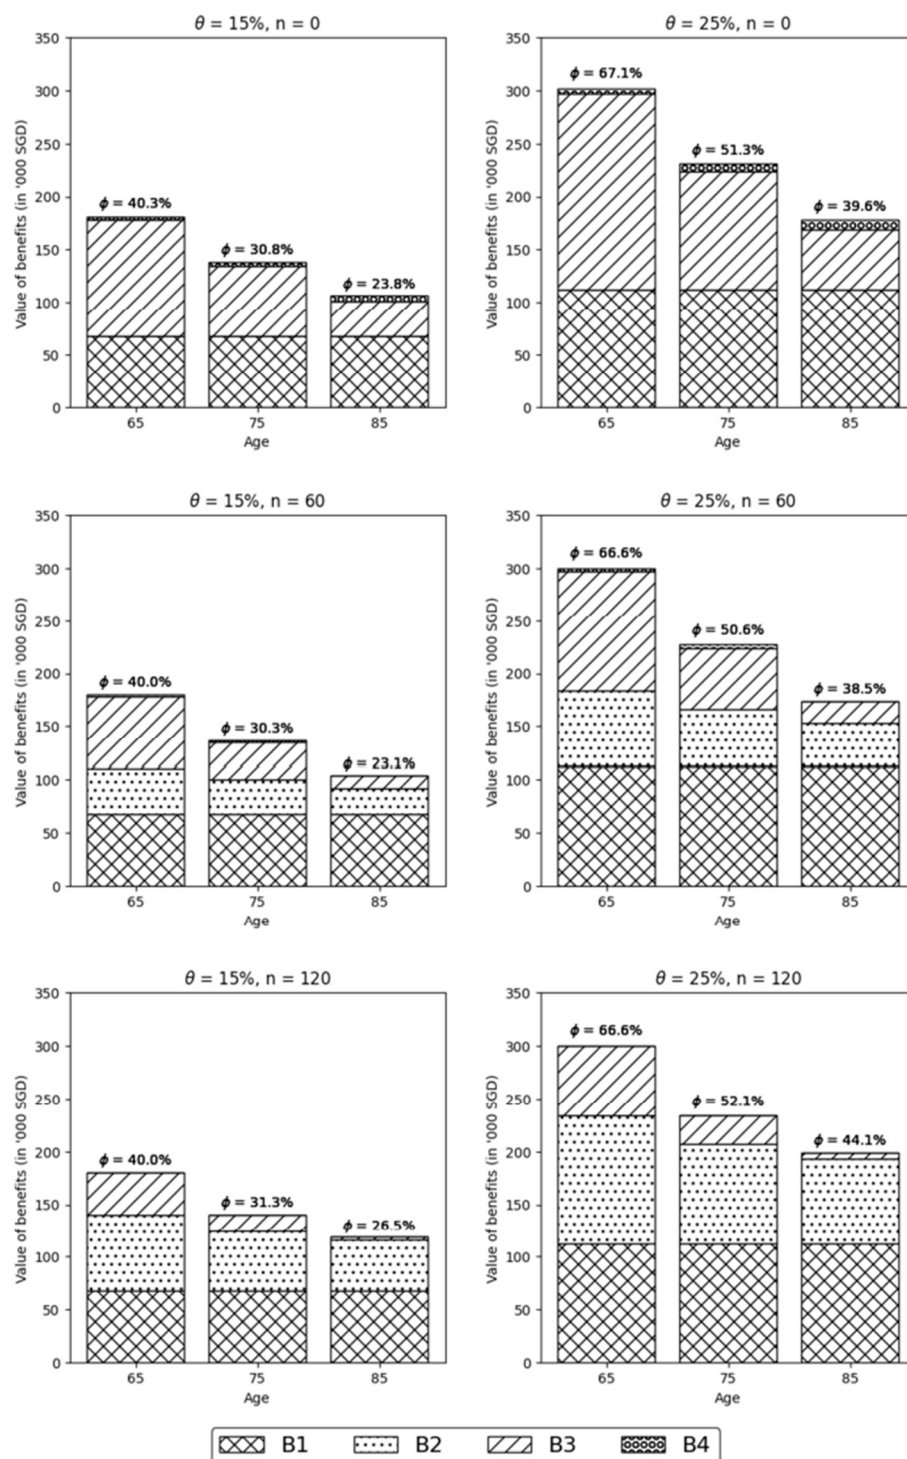 θ = 15%, n = 0
Value of benefits (in '000 SGD)
350
300
250
200
150
100
50
0
ϕ = 40.3%
ϕ = 30.8%
ϕ = 23.8%
65 75 85
Age
θ = 25%, n = 0
Value of benefits (in '000 SGD)
350
300
250
200
150
100
50
0
ϕ = 67.1%
ϕ = 51.3%
ϕ = 39.6%
65 75 85
Age
θ = 15%, n = 60
Value of benefits (in '000 SGD)
350
300
250
200
150
100
50
0
ϕ = 40.0%
ϕ = 30.3%
ϕ = 23.1%
65 75 85
Age
θ = 25%, n = 60
Value of benefits (in '000 SGD)
350
300
250
200
150
100
50
0
ϕ = 66.6%
ϕ = 50.6%
ϕ = 38.5%
65 75 85
Age
θ = 15%, n = 120
Value of benefits (in '000 SGD)
350
300
250
200
150
100
50
0
ϕ = 40.0%
ϕ = 31.3%
ϕ = 26.5%
65 75 85
Age
θ = 25%, n = 120
Value of benefits (in '000 SGD)
350
300
250
200
150
100
50
0
ϕ = 66.6%
ϕ = 52.1%
ϕ = 44.1%
65 75 85
Age
B1 B2 B3 B4